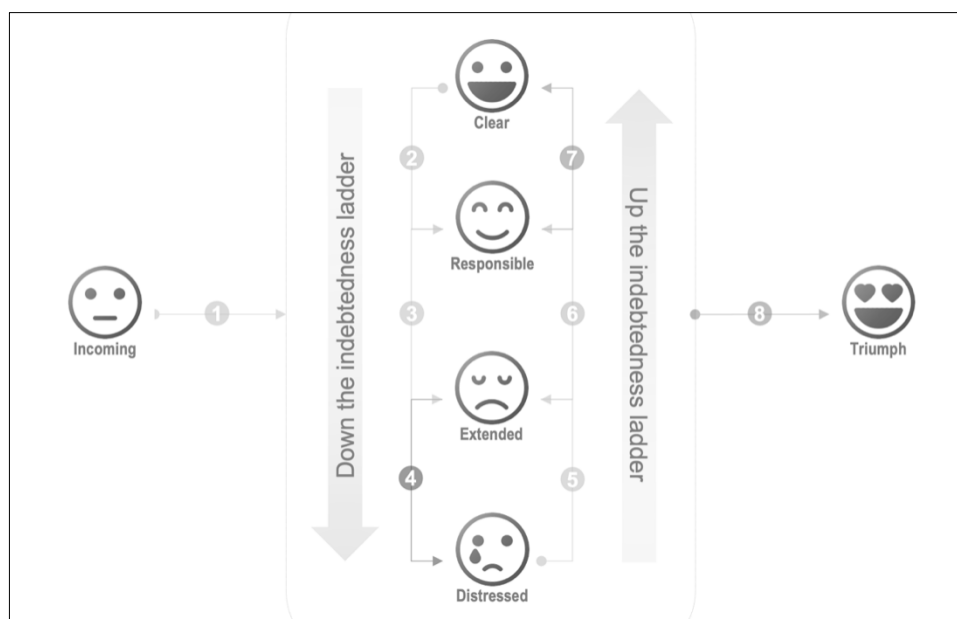 Clear
2
7
Down the indebtedness ladder
Up the indebtedness ladder
Responsible
Incoming
1
3
6
8
Triumph
Extended
4
5
Distressed